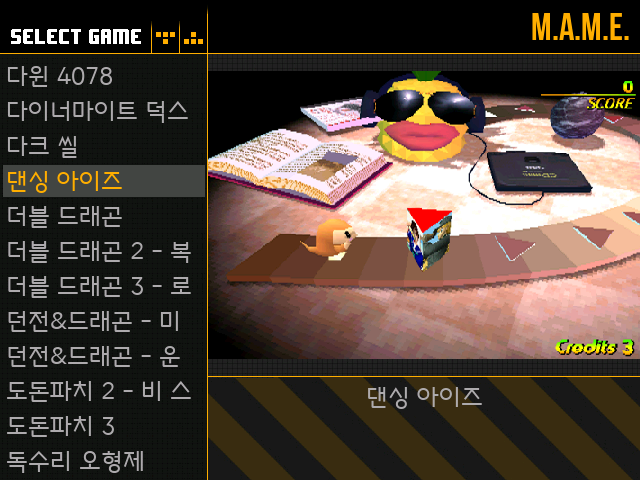 SELECT GAME
M.A.M.E.
다윈 4078
다이너마이트 덕스
다크 씰
댄싱 아이즈
더블 드래곤
더블 드래곤 2 - 복
더블 드래곤 3 - 로
던전&드래곤 - 미
던전&드래곤 - 운
도돈파치 2 - 비 스
도돈파치 3
독수리 오형제
0
SCORE
Credits 3
댄싱 아이즈